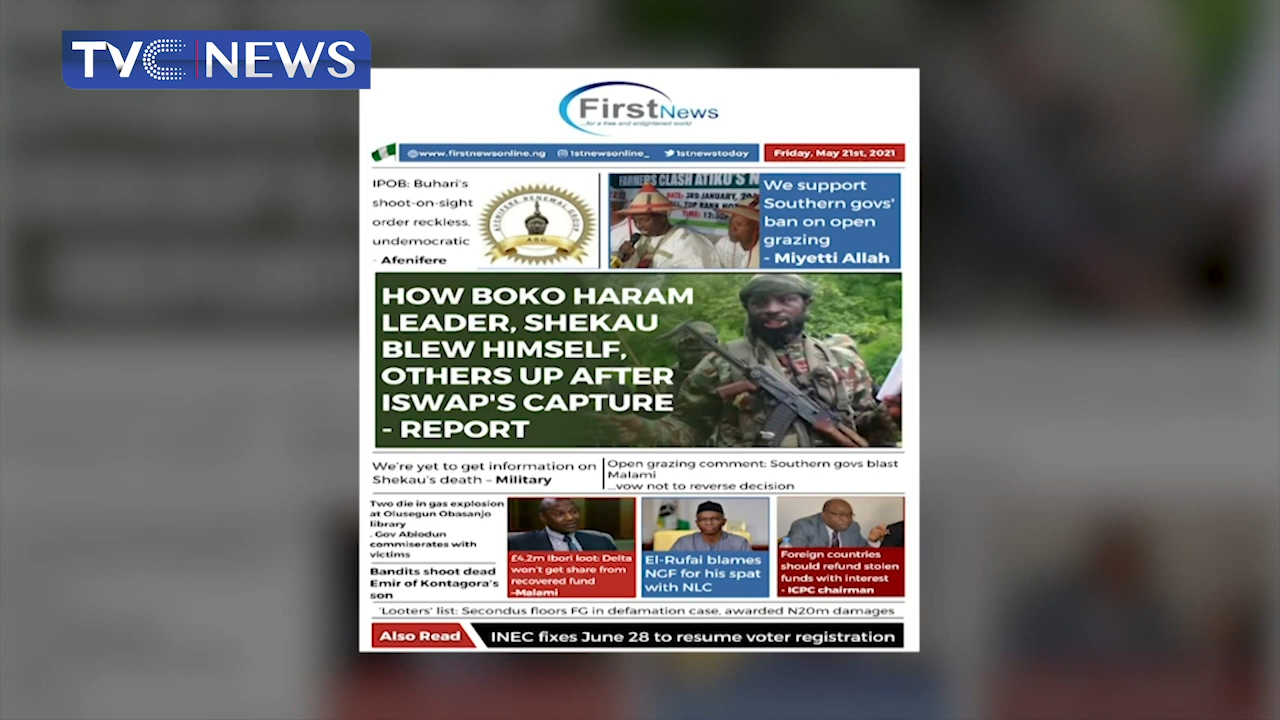 TVC NEWS
FirstNews
...for a free and enlightened world
www.firstnewsonline.ng 1stnewsonline_ 1stnewstoday
Friday, May 21st, 2021
IPOB: Buhari's
shoot-on-sight
order reckless,
undemocratic
- Afenifere
AFENIFERE RENEWAL GROUP
ARG
FARMERS CLASH ATIKU'S N
DATE: 3RD JANUARY, 20
We support
Southern govs'
ban on open
grazing
- Miyetti Allah
HOW BOKO HARAM
LEADER, SHEKAU
BLEW HIMSELF,
OTHERS UP AFTER
ISWAP'S CAPTURE
- REPORT
We're yet to get information on
Shekau's death – Military
Open grazing comment: Southern govs blast
Malami
...vow not to reverse decision
Two die in gas explosion
at Olusegun Obasanjo
library
. Gov Abiodun
commiserates with
victims
Bandits shoot dead
Emir of Kontagora's
son
£4.2m Ibori loot: Delta
won't get share from
recovered fund
–Malami
El-Rufai blames
NGF for his spat
with NLC
Foreign countries
should refund stolen
funds with interest
- ICPC chairman
'Looters' list: Secondus floors FG in defamation case, awarded N20m damages
Also Read INEC fixes June 28 to resume voter registration